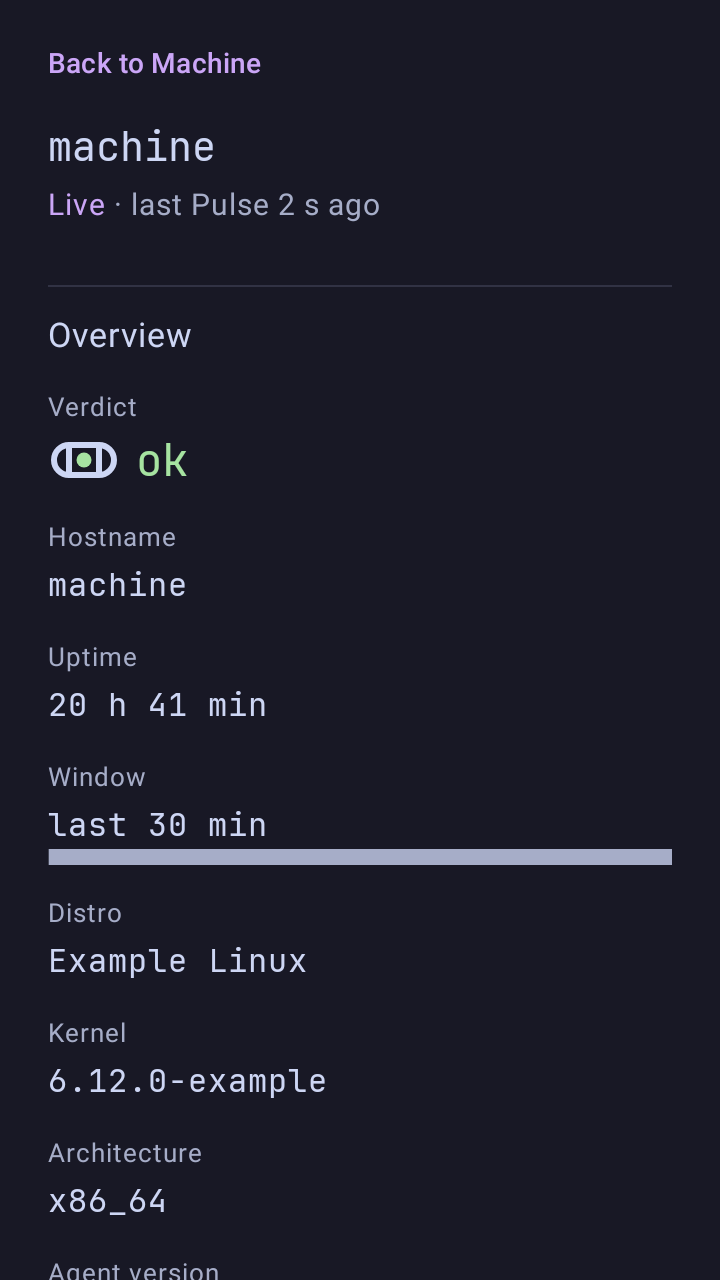 Back to Machine
machine
Live · last Pulse 2 s ago
Overview
Verdict
ok
Hostname
machine
Uptime
20 h 41 min
Window
last 30 min
Distro
Example Linux
Kernel
6.12.0-example
Architecture
x86_64
Agent version